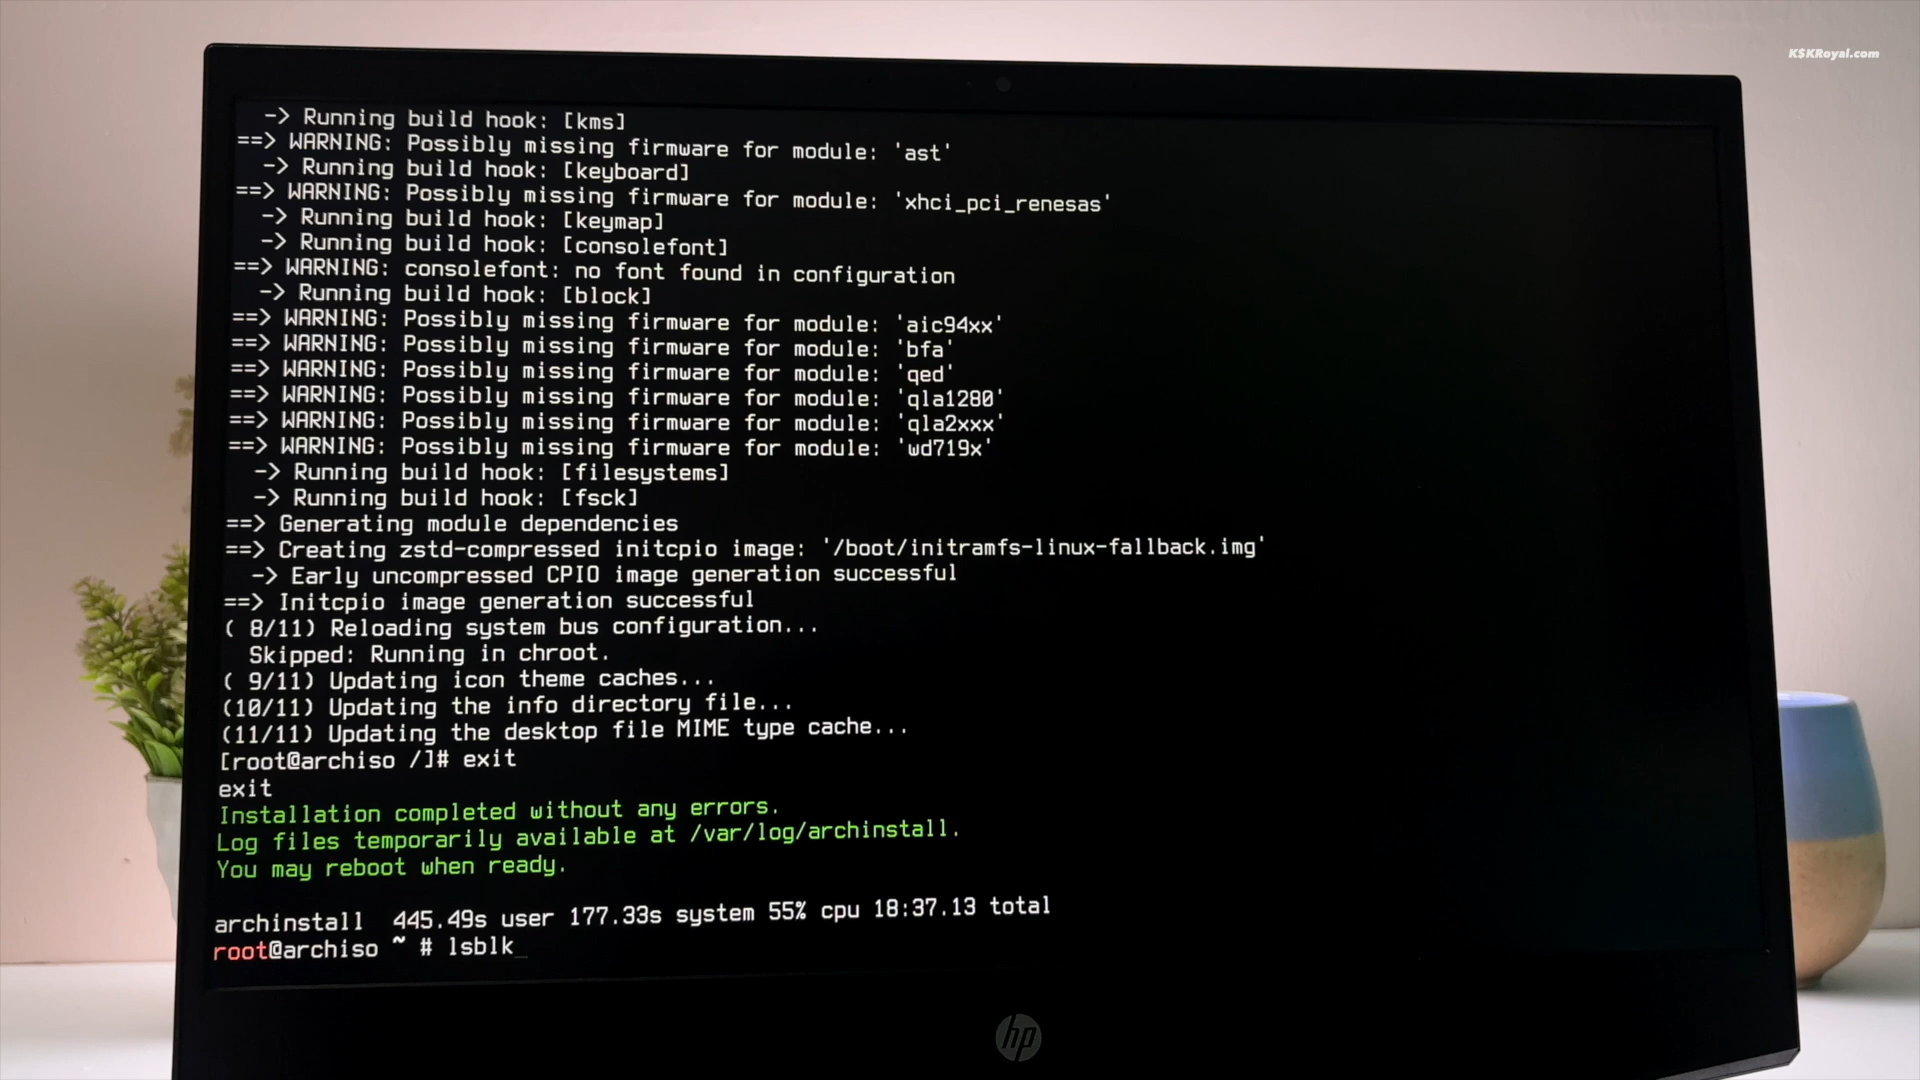 K$KRoyal.com
-> Running build hook: [kms]
==> WARNING: Possibly missing firmware for module: 'ast'
-> Running build hook: [keyboard]
==> WARNING: Possibly missing firmware for module: 'xhci_pci_renesas'
-> Running build hook: [keymap]
-> Running build hook: [consolefont]
==> WARNING: consolefont: no font found in configuration
-> Running build hook: [block]
==> WARNING: Possibly missing firmware for module: 'aic94xx'
==> WARNING: Possibly missing firmware for module: 'bfa'
==> WARNING: Possibly missing firmware for module: 'qed'
==> WARNING: Possibly missing firmware for module: 'qla1280'
==> WARNING: Possibly missing firmware for module: 'qla2xxx'
==> WARNING: Possibly missing firmware for module: 'wd719x'
-> Running build hook: [filesystems]
-> Running build hook: [fsck]
==> Generating module dependencies
==> Creating zstd-compressed initcpio image: '/boot/initramfs-linux-fallback.img'
-> Early uncompressed CPIO image generation successful
==> Initcpio image generation successful
( 8/11) Reloading system bus configuration...
Skipped: Running in chroot.
( 9/11) Updating icon theme caches...
(10/11) Updating the info directory file...
(11/11) Updating the desktop file MIME type cache...
[root@archiso /]# exit
exit
Installation completed without any errors.
Log files temporarily available at /var/log/archinstall.
You may reboot when ready.
archinstall 445.49s user 177.33s system 55% cpu 18:37.13 total
root@archiso ~ # lsblk_
hp